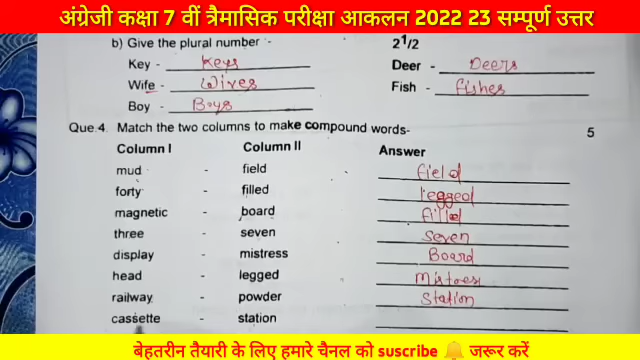 अंग्रेजी कक्षा 7 वीं त्रैमासिक परीक्षा आकलन 2022 23 सम्पूर्ण उत्तर
b) Give the plural number :- 2 1/2
Key - Keys Deer - Deers
Wife - Wives Fish - fishes
Boy - Boys
Que.4. Match the two columns to make compound words- 5
Column I Column II Answer
mud - field field
forty - filled legged
magnetic - board filled
three - seven seven
display - mistress Board
head - legged Mistress
railway - powder Station
cassette - station
बेहतरीन तैयारी के लिए हमारे चैनल को suscribe 🔔 जरूर करें